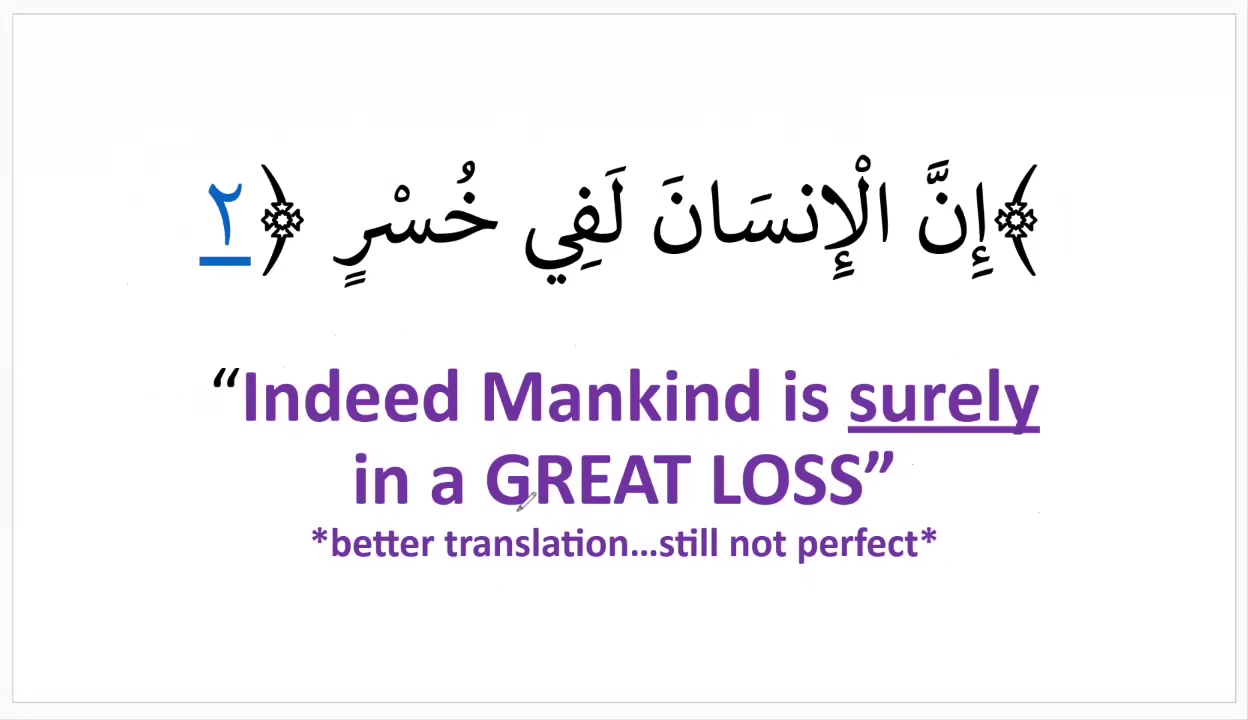 ﴿إِنَّ الْإِنسَانَ لَفِي خُسْرٍ ﴾٢
“Indeed Mankind is surely
in a GREAT LOSS”
*better translation...still not perfect*